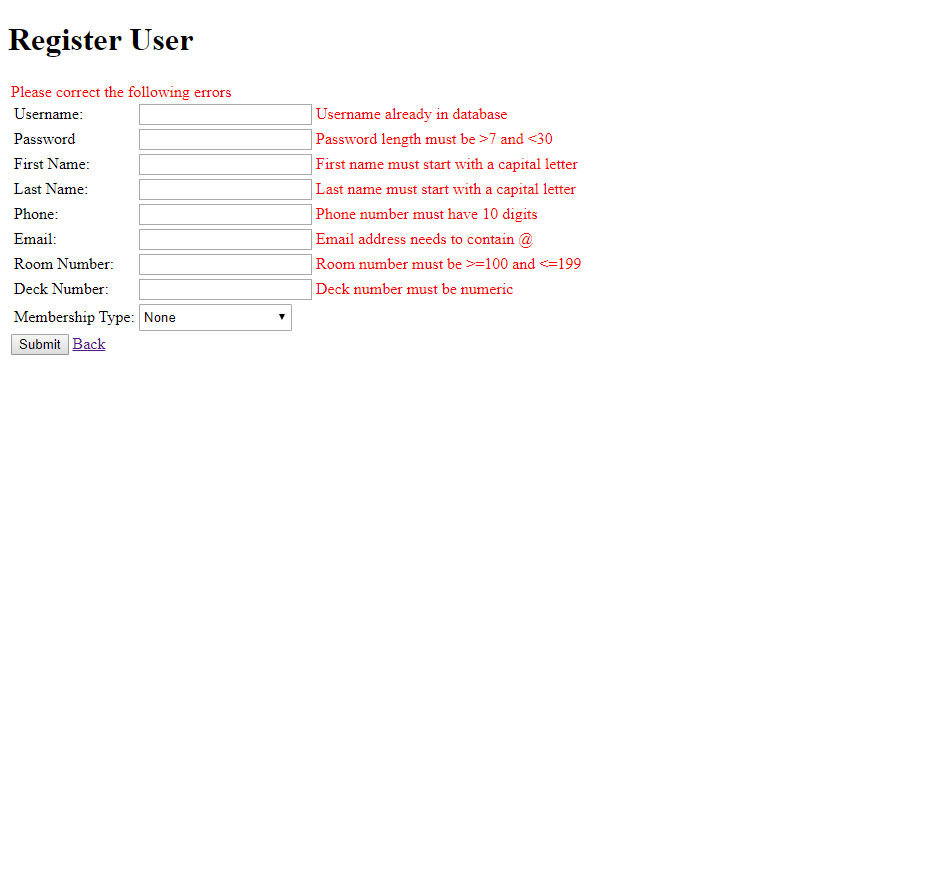 Register User
Please correct the following errors
Username: Username already in database
Password Password length must be >7 and <30
First Name: First name must start with a capital letter
Last Name: Last name must start with a capital letter
Phone: Phone number must have 10 digits
Email: Email address needs to contain @
Room Number: Room number must be >=100 and <=199
Deck Number: Deck number must be numeric
Membership Type: None
Submit Back